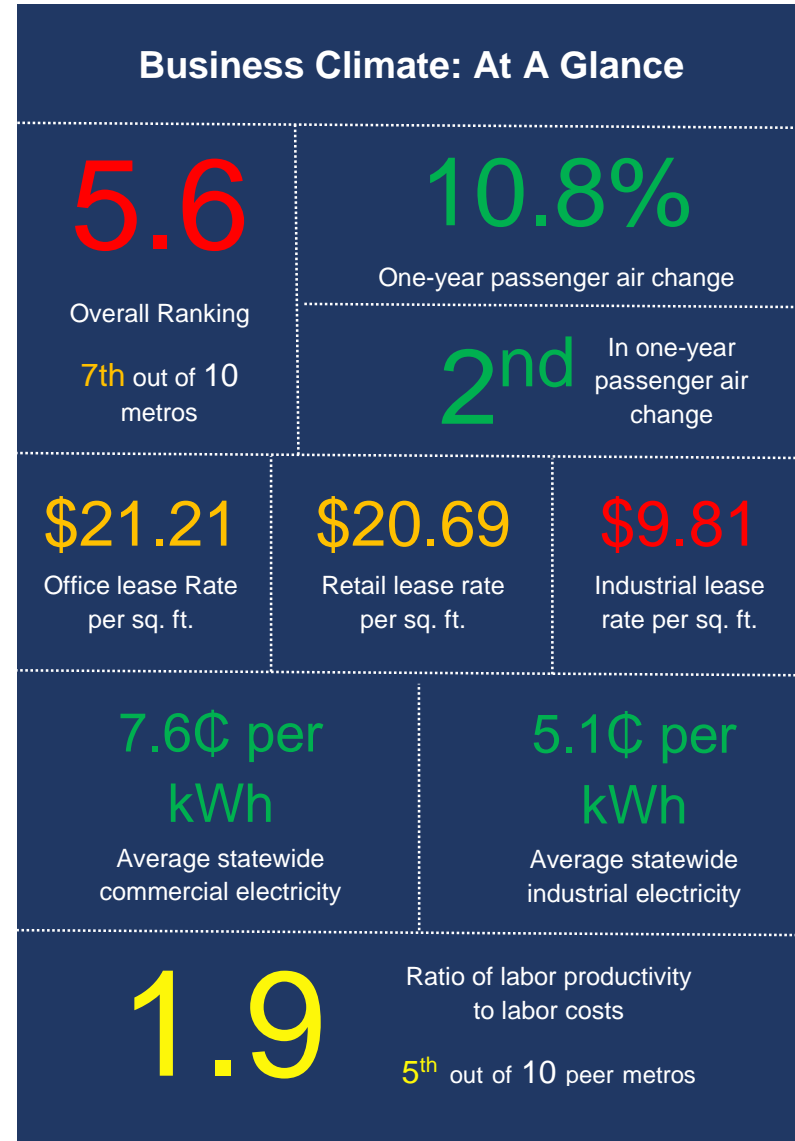 Business Climate: At A Glance
5.6
Overall Ranking
7th out of 10
metros
10.8%
One-year passenger air change
2nd
In one-year
passenger air
change
$21.21
Office lease Rate
per sq. ft.
$20.69
Retail lease rate
per sq. ft.
$9.81
Industrial lease
rate per sq. ft.
7.6₵ per
kWh
Average statewide
commercial electricity
5.1₵ per
kWh
Average statewide
industrial electricity
1.9
Ratio of labor productivity
to labor costs
5th out of 10 peer metros